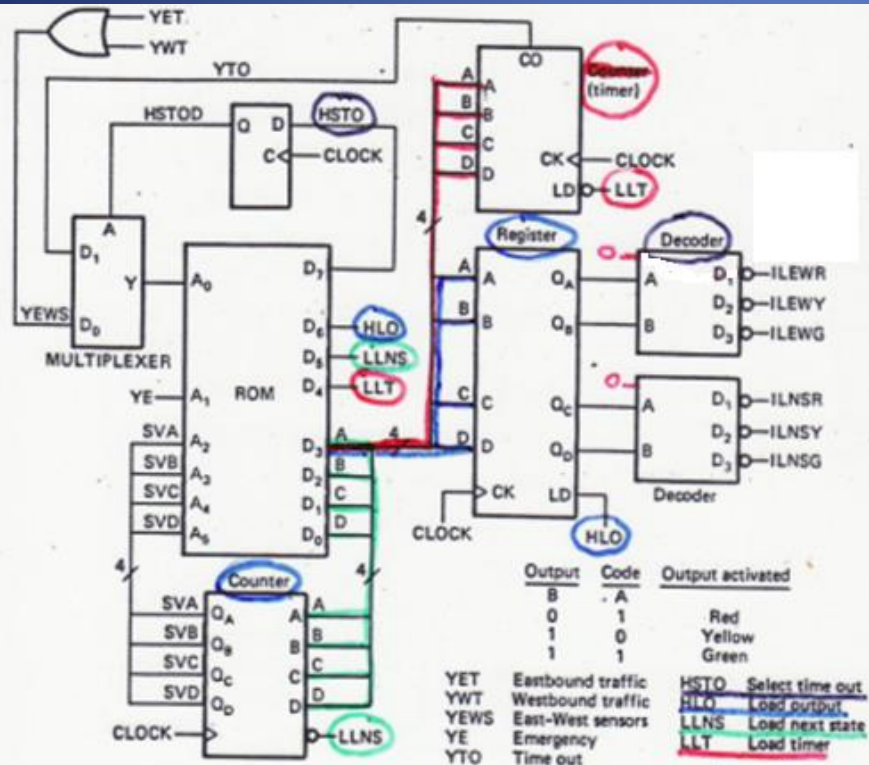 YET
YWT
YTO
HSTOD
Q D
HSTO
C CLOCK
CO
A A
B B
C C
D D
Counter
(timer)
CK CLOCK
LD LLT
4
A
D1
Y
YEWS
D0
MULTIPLEXER
A0
D7
D6 HLO
D5 LLNS
D4 LLT
ROM
YE A1
SVA A2
SVB A3
SVC A4
SVD A5
D3 A
D2 B
D1 C
D0 D
4
Register
A A QA
B B QB
C C QC
D D QD
CK LD
CLOCK
HLO
0
Decoder
A D1 ILEWR
D2 ILEWY
B D3 ILEWG
0
A D1 ILNSR
D2 ILNSY
B D3 ILNSG
Decoder
4
4
Counter
SVA QA A A
SVB QB B B
SVC QC C C
SVD QD D D
CLOCK
LLNS
Output Code Output activated
B A
0 1 Red
1 0 Yellow
1 1 Green
YET Eastbound traffic
YWT Westbound traffic
YEWS East-West sensors
YE Emergency
YTO Time out
HSTO Select time out
HLO Load output
LLNS Load next state
LLT Load timer